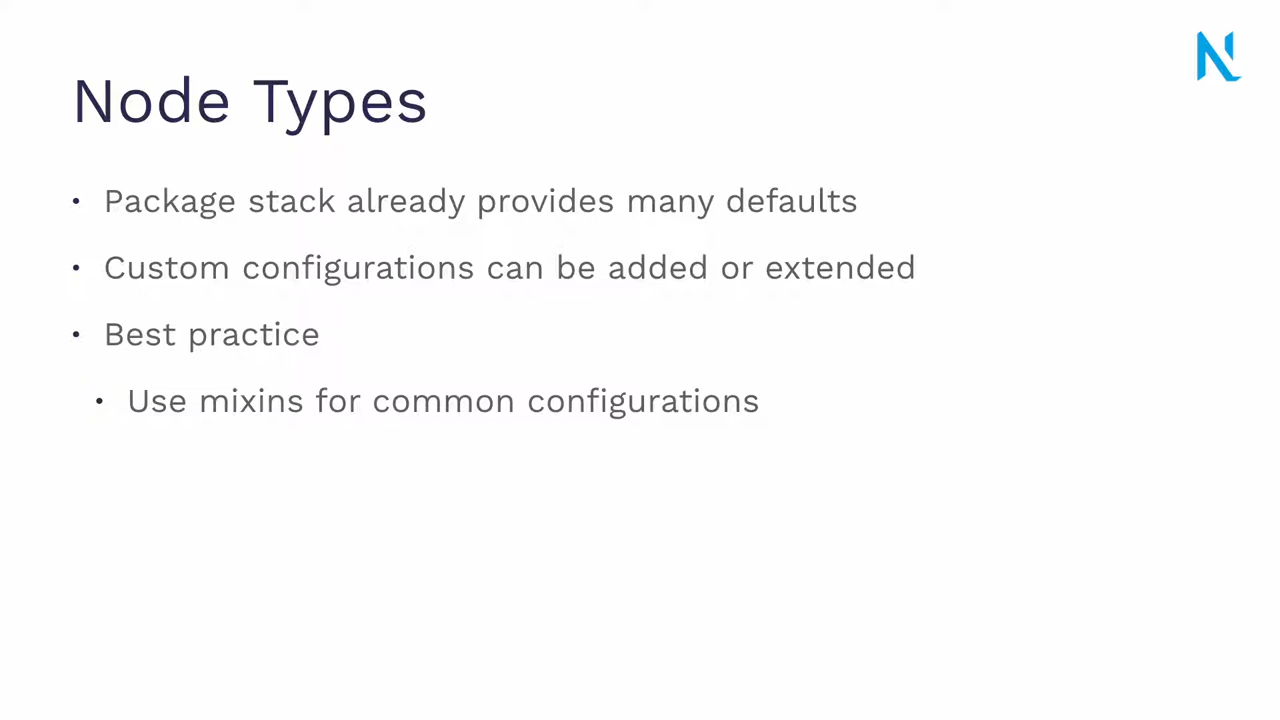 Node Types
• Package stack already provides many defaults
• Custom configurations can be added or extended
• Best practice
• Use mixins for common configurations